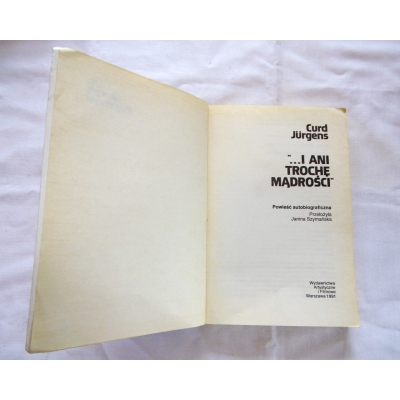 Curd
Jürgens
"...I ANI
TROCHĘ
MĄDROŚCI"
Powieść autobiograficzna
Przełożyła
Janina Szymańska
Wydawnictwa
Artystyczne
i Filmowe
Warszawa 1991